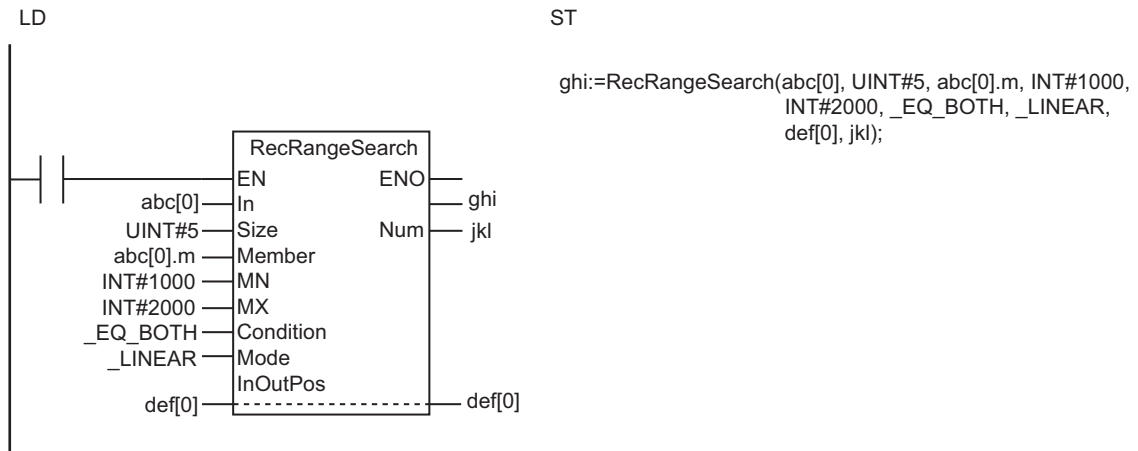 LD
ST
ghi:=RecRangeSearch(abc[0], UINT#5, abc[0].m, INT#1000,
INT#2000, _EQ_BOTH, _LINEAR,
def[0], jkl);
RecRangeSearch
EN ENO
abc[0] In ghi
UINT#5 Size Num jkl
abc[0].m Member
INT#1000 MN
INT#2000 MX
_EQ_BOTH Condition
_LINEAR Mode
InOutPos
def[0] def[0]